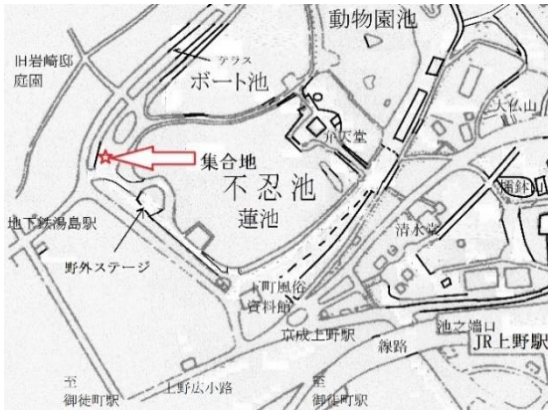 動物園池
旧岩崎邸
庭園
テラス
ボート池
大仏山
弁天堂
集合地
不忍池
蓮池
地下鉄湯島駅
清水堂
野外ステージ
下町風俗
資料館
京成上野駅
池之端口
JR上野駅
線路
至
御徒町駅
上野広小路
至
御徒町駅